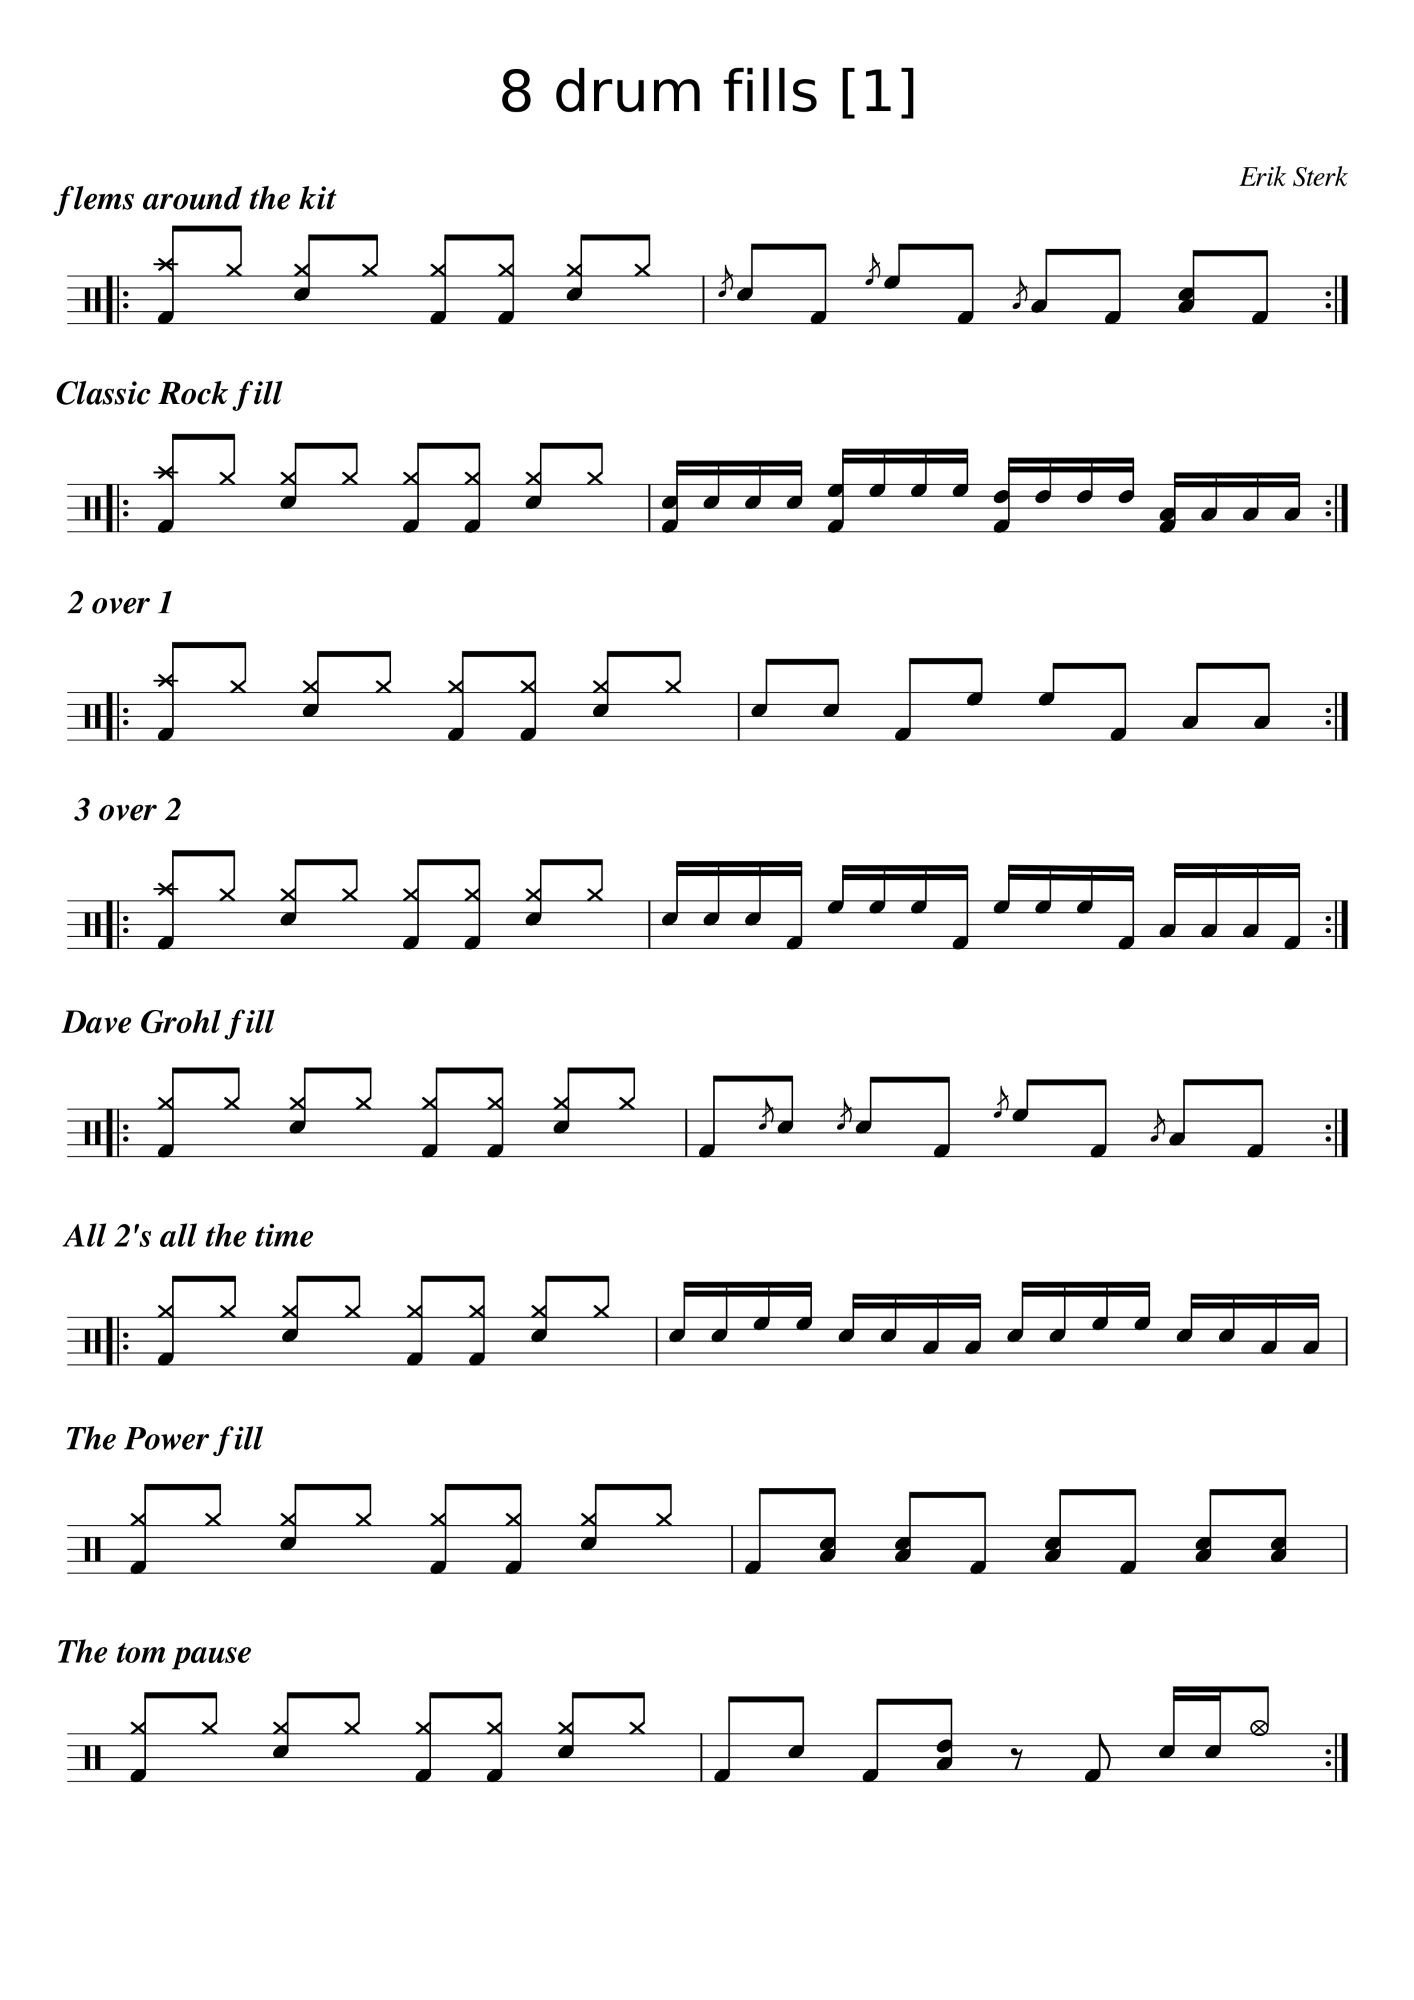 8 drum fills [1]
Erik Sterk
flems around the kit
Classic Rock fill
2 over 1
3 over 2
Dave Grohl fill
All 2's all the time
The Power fill
The tom pause